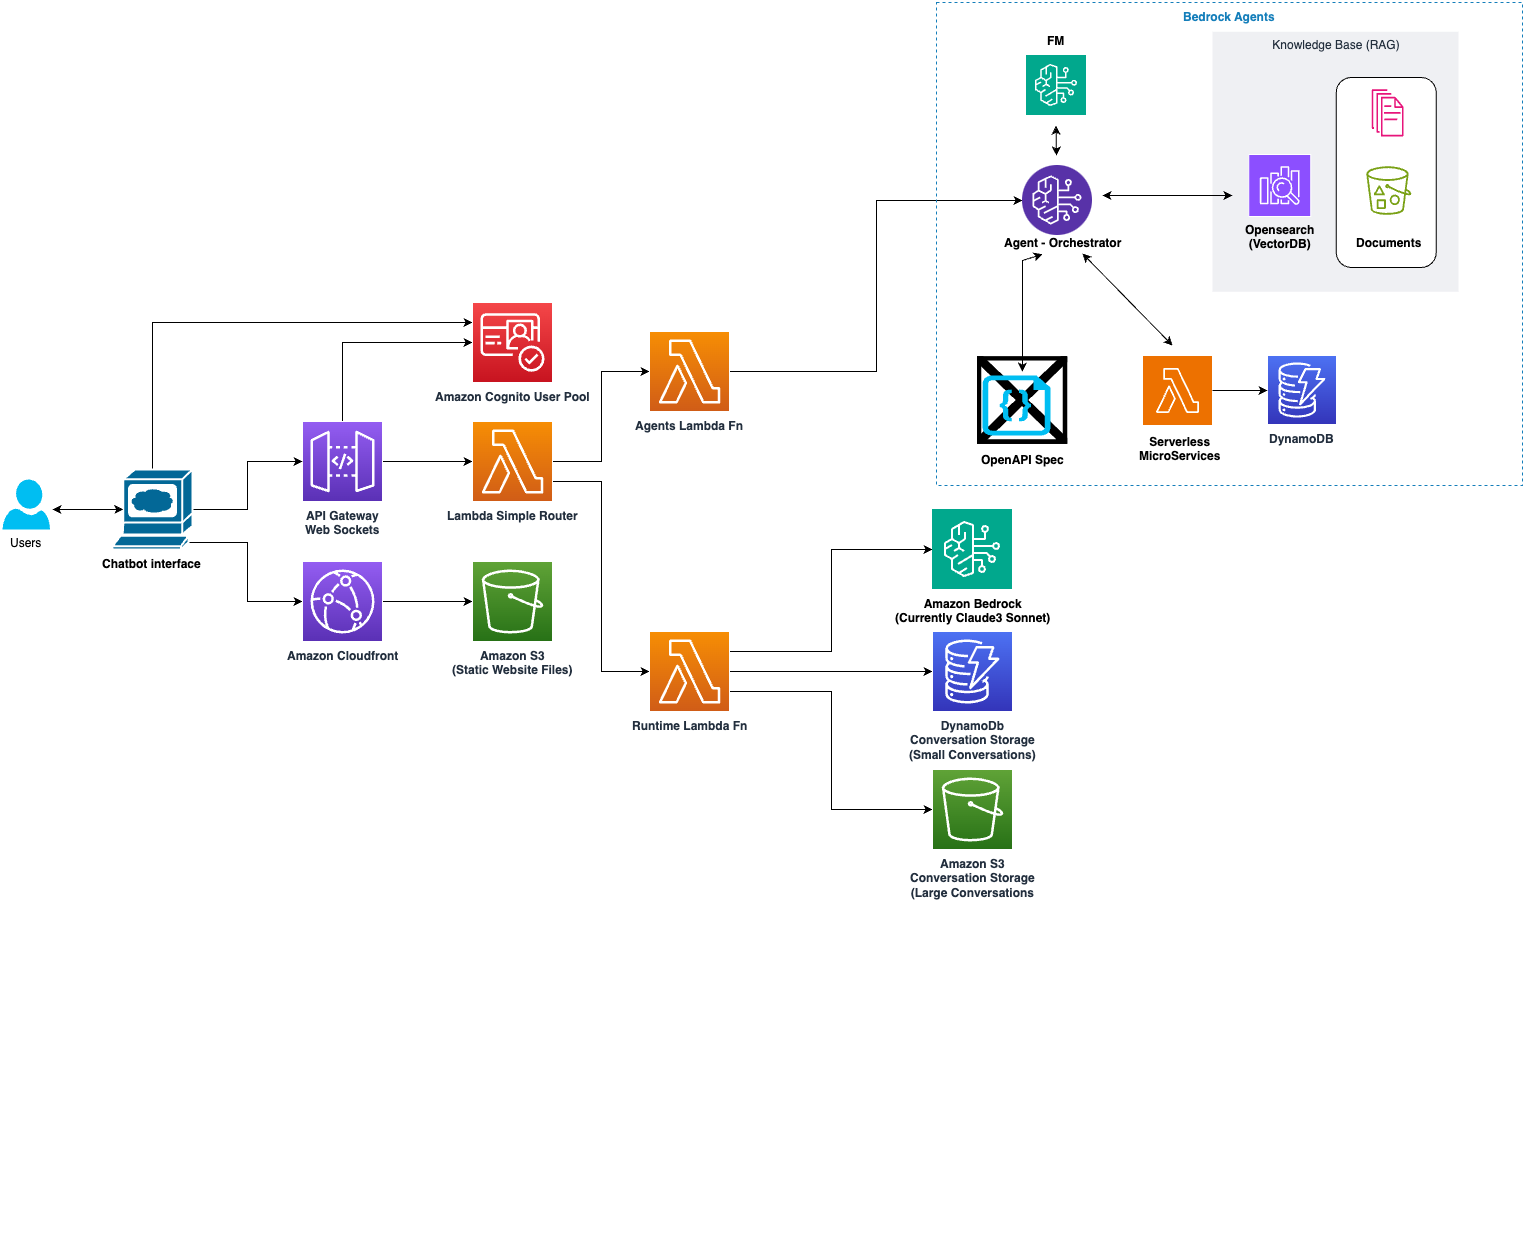 Bedrock Agents
FM
Knowledge Base (RAG)
Agent - Orchestrator
Opensearch
(VectorDB)
Documents
OpenAPI Spec
Serverless
MicroServices
DynamoDB
Amazon Cognito User Pool
Agents Lambda Fn
Users
Chatbot interface
API Gateway
Web Sockets
Lambda Simple Router
Amazon Cloudfront
Amazon S3
(Static Website Files)
Runtime Lambda Fn
Amazon Bedrock
(Currently Claude3 Sonnet)
DynamoDb
Conversation Storage
(Small Conversations)
Amazon S3
Conversation Storage
(Large Conversations